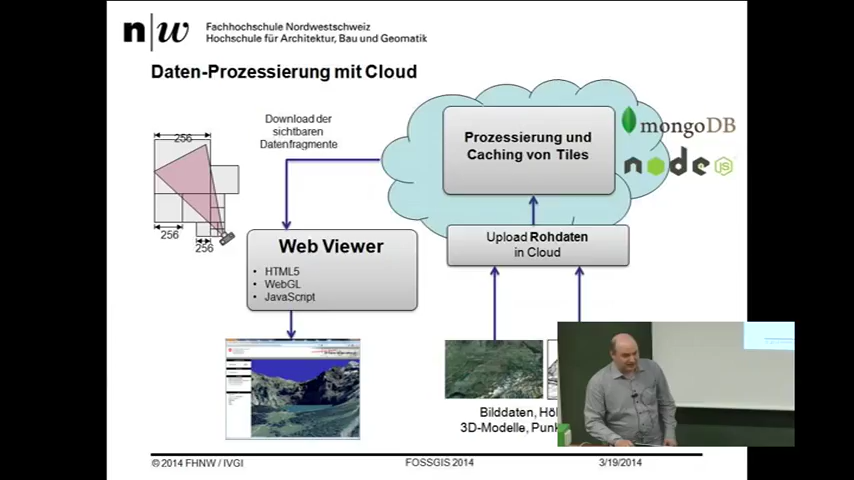 n w
Fachhochschule Nordwestschweiz
Hochschule für Architektur, Bau und Geomatik
Daten-Prozessierung mit Cloud
256
256
256
Download der
sichtbaren
Datenfragmente
Prozessierung und
Caching von Tiles
mongoDB
node
JS
Upload Rohdaten
in Cloud
Web Viewer
• HTML5
• WebGL
• JavaScript
Bilddaten,
3D-Modelle,
© 2014 FHNW / IVGI
FOSSGIS 2014
3/19/2014